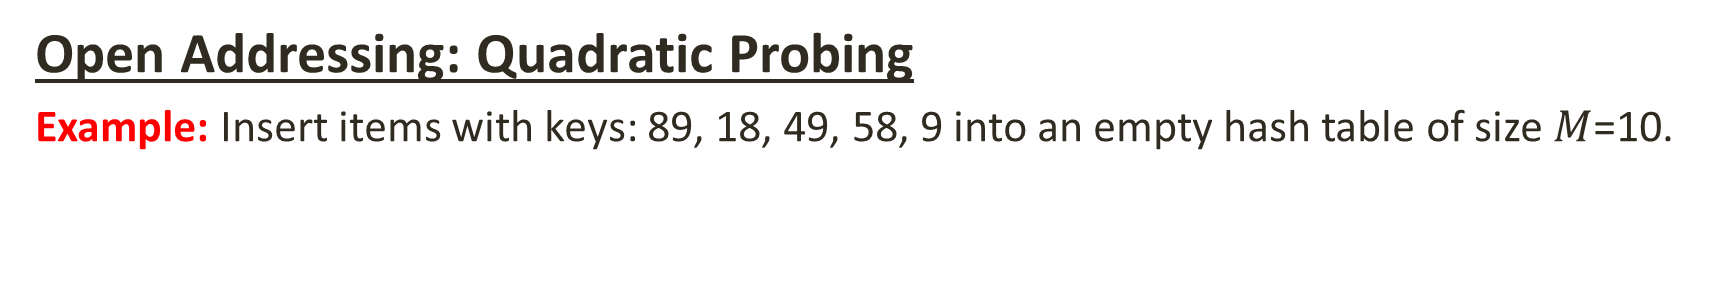 Open Addressing: Quadratic Probing
Example: Insert items with keys: 89, 18, 49, 58, 9 into an empty hash table of size M=10.